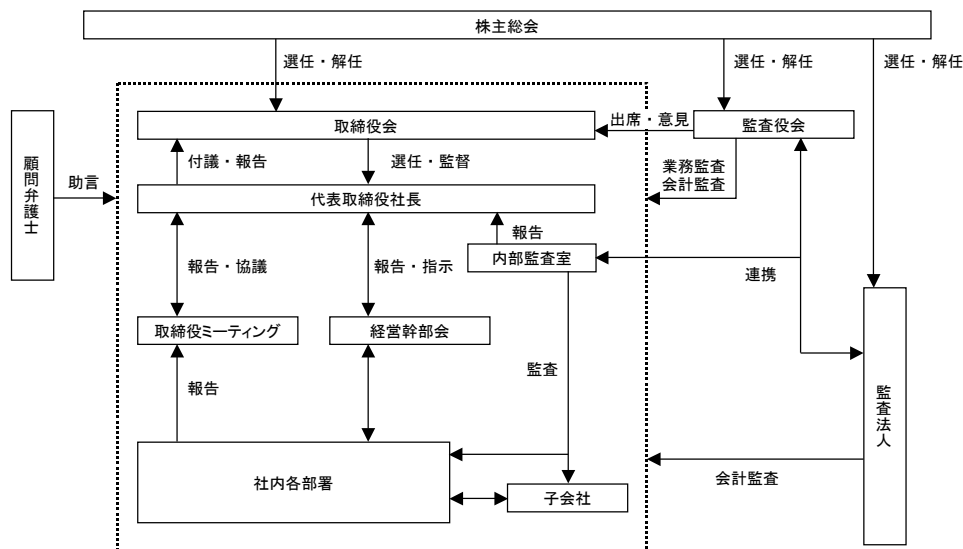 株主総会
選任・解任
選任・解任
選任・解任
取締役会
出席・意見
監査役会
顧問弁護士
助言
付議・報告
選任・監督
業務監査
会計監査
代表取締役社長
報告
内部監査室
報告・協議
報告・指示
連携
取締役ミーティング
経営幹部会
報告
監査
監査法人
社内各部署
子会社
会計監査